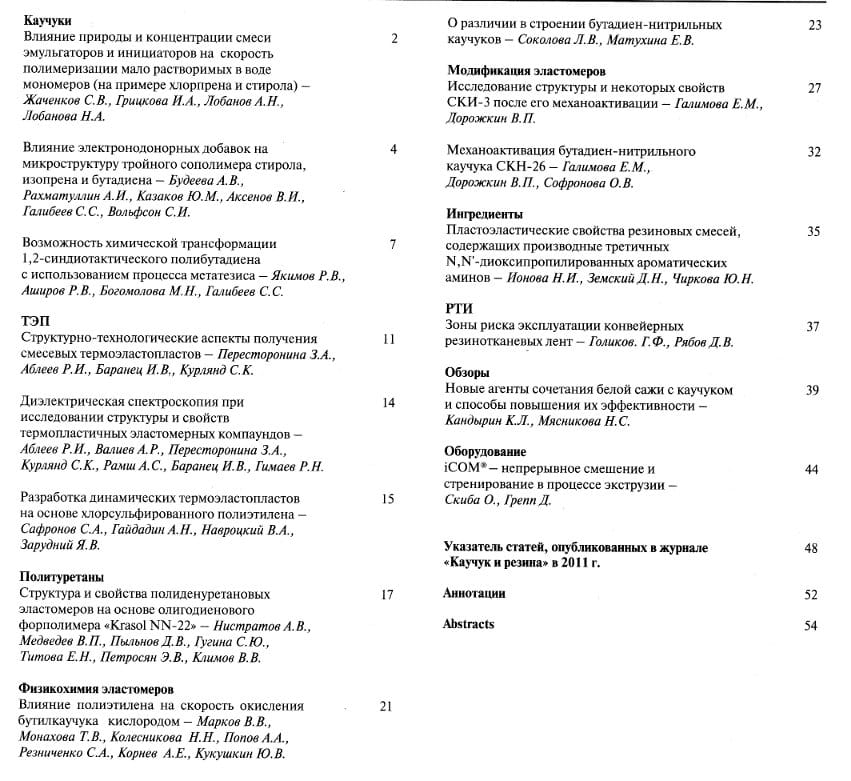 Каучуки
Влияние природы и концентрации смеси 2
эмульгаторов и инициаторов на скорость
полимеризации мало растворимых в воде
мономеров (на примере хлорпрена и стирола) –
Жаченков С.В., Грицкова И.А., Лобанов А.Н.,
Лобанова Н.А.
Влияние электронодонорных добавок на 4
микроструктуру тройного сополимера стирола,
изопрена и бутадиена – Будеева А.В.,
Рахматуллин А.И., Казаков Ю.М., Аксенов В.И.,
Галибеев С.С., Вольфсон С.И.
Возможность химической трансформации 7
1,2-синдиотактического полибутадиена
с использованием процесса метатезиса – Якимов Р.В.,
Аширов Р.В., Богомолова М.Н., Галибеев С.С.
ТЭП
Структурно-технологические аспекты получения 11
смесевых термоэластопластов – Пересторонина З.А.,
Аблеев Р.И., Баранец И.В., Курлянд С.К.
Диэлектрическая спектроскопия при 14
исследовании структуры и свойств
термопластичных эластомерных компаундов –
Аблеев Р.И., Валиев А.Р., Пересторонина З.А.,
Курлянд С.К., Рамш А.С., Баранец И.В., Гимаев Р.Н.
Разработка динамических термоэластопластов 15
на основе хлорсульфированного полиэтилена –
Сафронов С.А., Гайдадин А.Н., Навроцкий В.А.,
Зарудний Я.В.
Политуретаны
Структура и свойства полиденуретановых 17
эластомеров на основе олигодиенового
форполимера «Krasol NN-22» – Нистратов А.В.,
Медведев В.П., Пыльнов Д.В., Гугина С.Ю.,
Титова Е.Н., Петросян Э.В., Климов В.В.
Физикохимия эластомеров
Влияние полиэтилена на скорость окисления 21
бутилкаучука кислородом – Марков В.В.,
Монахова Т.В., Колесникова Н.Н., Попов А.А.,
Резниченко С.А., Корнев А.Е., Кукушкин Ю.В.
О различии в строении бутадиен-нитрильных 23
каучуков – Соколова Л.В., Матухина Е.В.
Модификация эластомеров
Исследование структуры и некоторых свойств 27
СКИ-3 после его механоактивации – Галимова Е.М.,
Дорожкин В.П.
Механоактивация бутадиен-нитрильного 32
каучука СКН-26 – Галимова Е.М.,
Дорожкин В.П., Софронова О.В.
Ингредиенты
Пластоэластические свойства резиновых смесей, 35
содержащих производные третичных
N,N'-диоксипропилированных ароматических
аминов – Ионова Н.И., Земский Д.Н., Чиркова Ю.Н.
РТИ
Зоны риска эксплуатации конвейерных 37
резинотканевых лент – Голиков. Г.Ф., Рябов Д.В.
Обзоры
Новые агенты сочетания белой сажи с каучуком 39
и способы повышения их эффективности –
Кандырин К.Л., Мясникова Н.С.
Оборудование
iCOM® – непрерывное смешение и 44
стренирование в процессе экструзии –
Скиба О., Грепп Д.
Указатель статей, опубликованных в журнале 48
«Каучук и резина» в 2011 г.
Аннотации 52
Abstracts 54